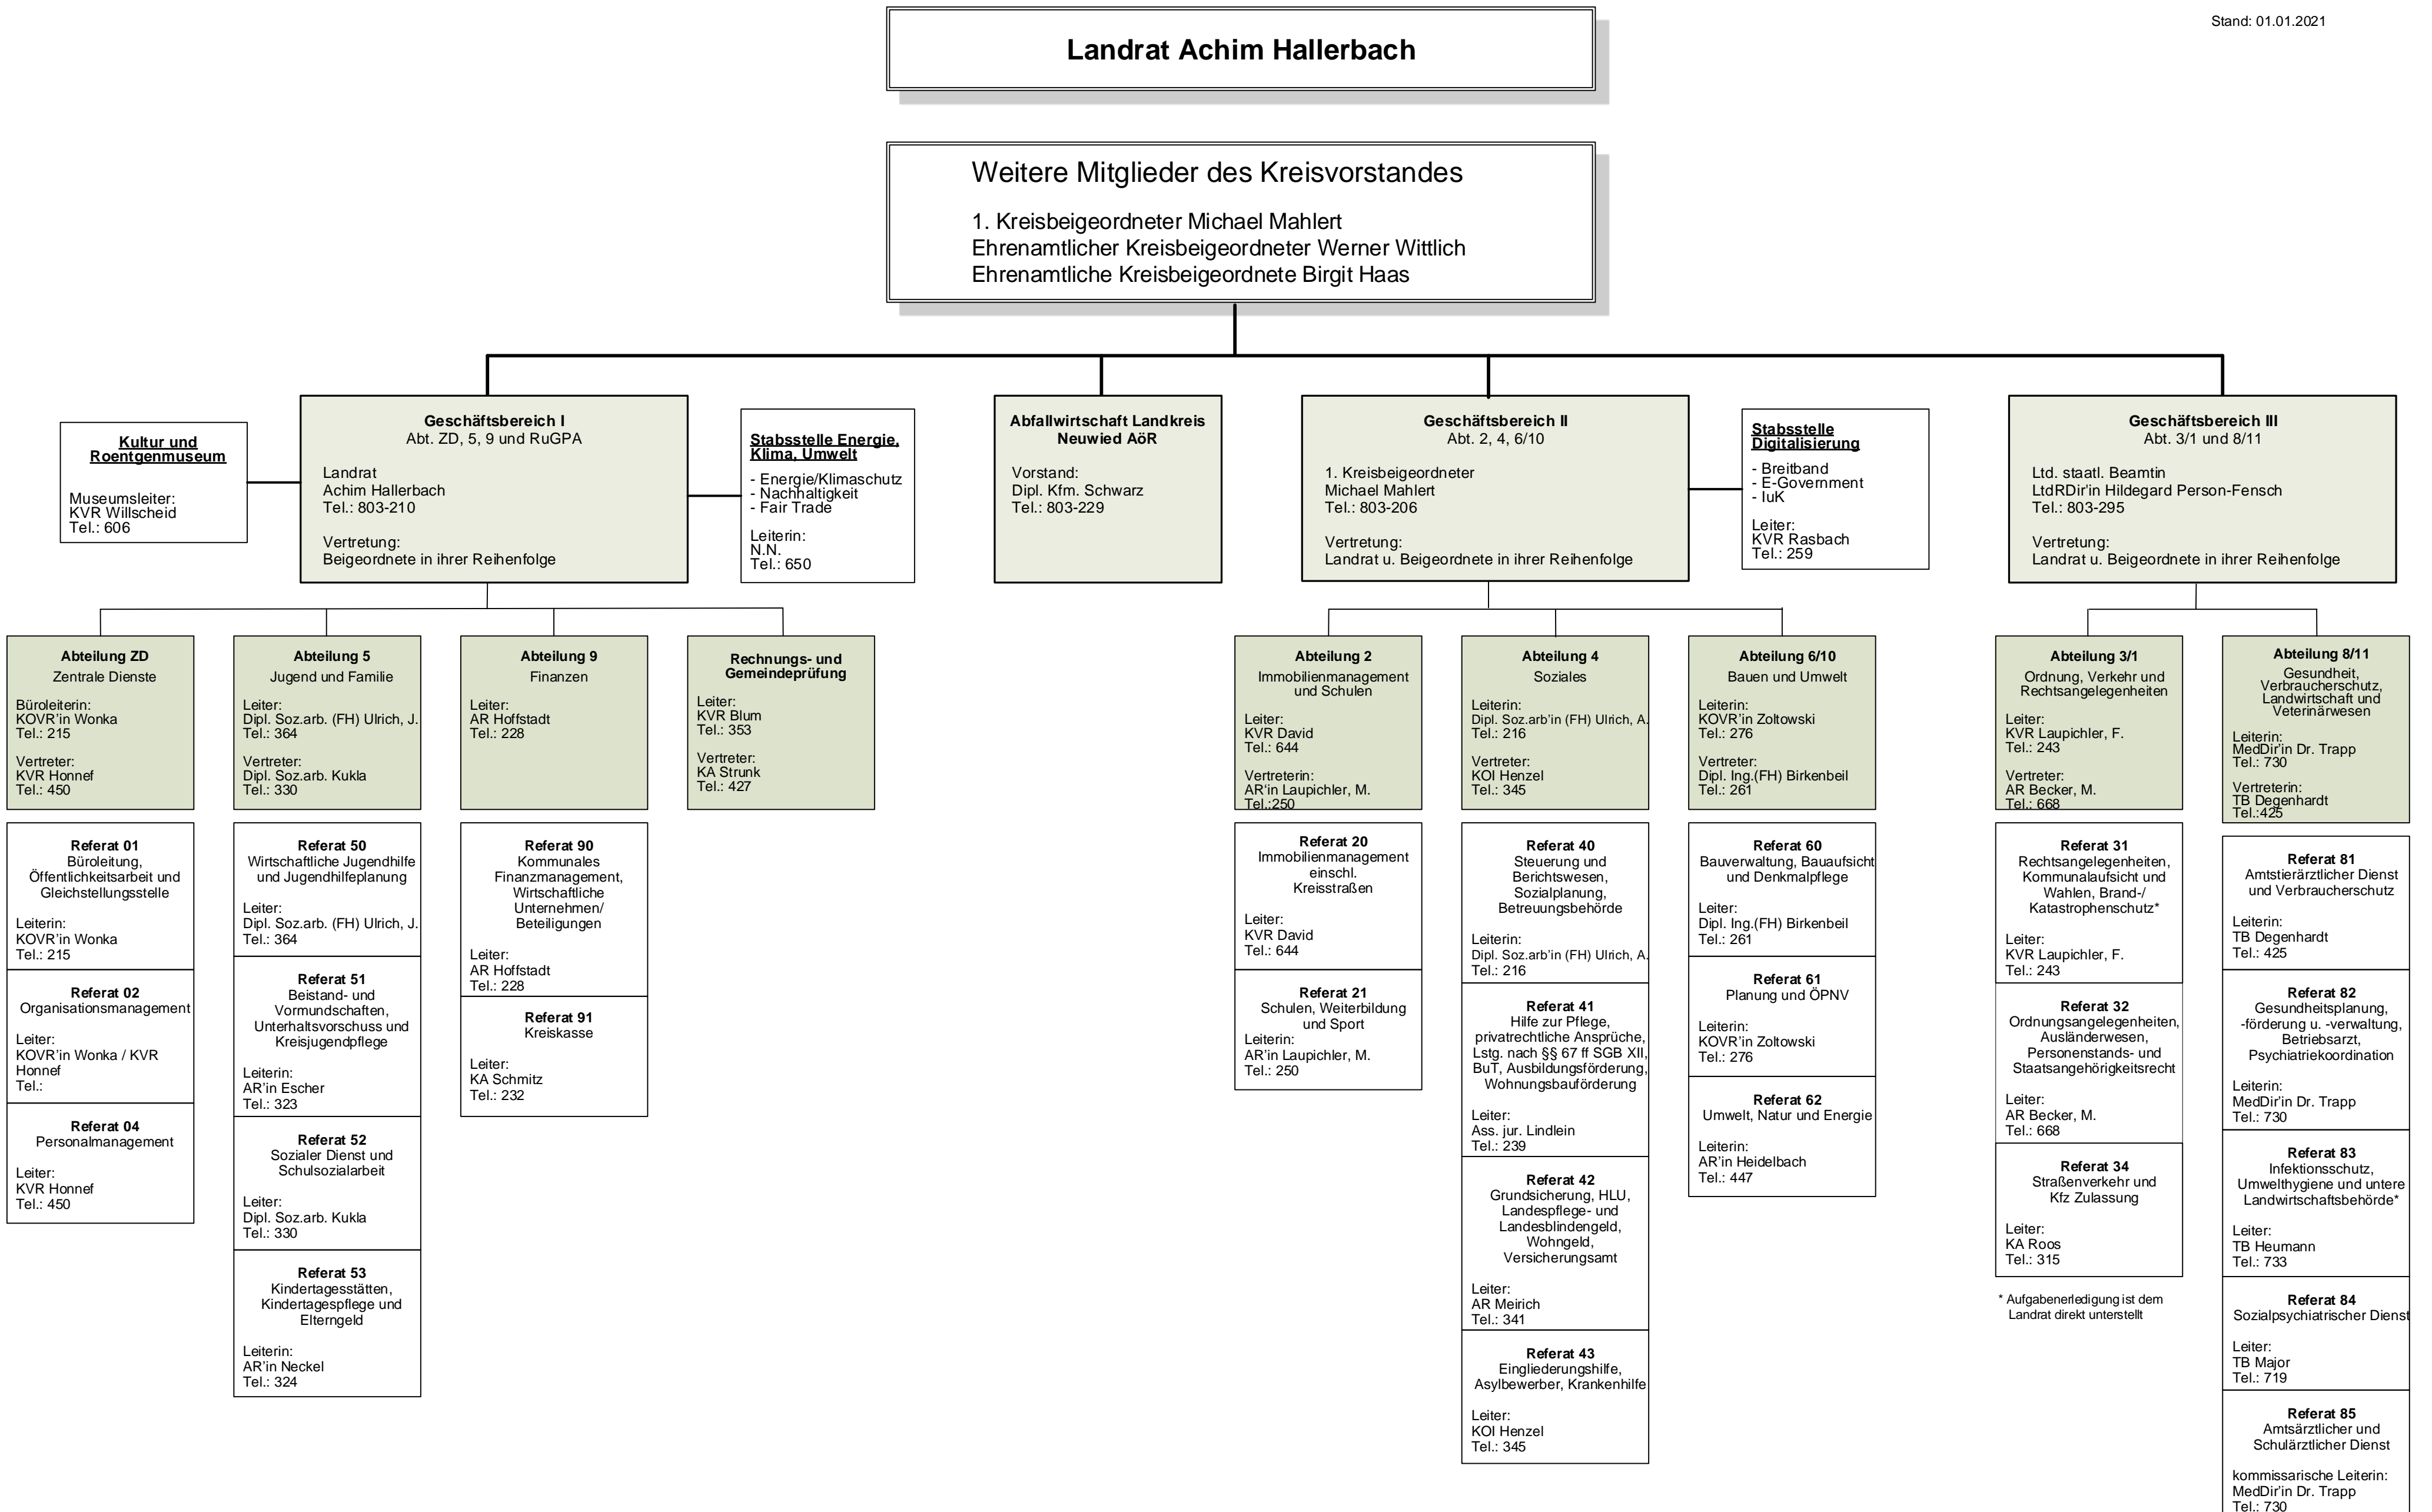 Stand: 01.01.2021
Landrat Achim Hallerbach
Weitere Mitglieder des Kreisvorstandes
1. Kreisbeigeordneter Michael Mahlert
Ehrenamtlicher Kreisbeigeordneter Werner Wittlich
Ehrenamtliche Kreisbeigeordnete Birgit Haas
Kultur und
Roentgenmuseum
Museumsleiter:
KVR Willscheid
Tel.: 606
Geschäftsbereich I
Abt. ZD, 5, 9 und RuGPA
Landrat
Achim Hallerbach
Tel.: 803-210
Vertretung:
Beigeordnete in ihrer Reihenfolge
Stabsstelle Energie,
Klima, Umwelt
- Energie/Klimaschutz
- Nachhaltigkeit
- Fair Trade
Leiterin:
N.N.
Tel.: 650
Abfallwirtschaft Landkreis
Neuwied AöR
Vorstand:
Dipl. Kfm. Schwarz
Tel.: 803-229
Geschäftsbereich II
Abt. 2, 4, 6/10
1. Kreisbeigeordneter
Michael Mahlert
Tel.: 803-206
Vertretung:
Landrat u. Beigeordnete in ihrer Reihenfolge
Stabsstelle
Digitalisierung
- Breitband
- E-Government
- IuK
Leiter:
KVR Rasbach
Tel.: 259
Geschäftsbereich III
Abt. 3/1 und 8/11
Ltd. staatl. Beamtin
LtdRDir'in Hildegard Person-Fensch
Tel.: 803-295
Vertretung:
Landrat u. Beigeordnete in ihrer Reihenfolge
Abteilung ZD
Zentrale Dienste
Büroleiterin:
KOVR'in Wonka
Tel.: 215
Vertreter:
KVR Honnef
Tel.: 450
Abteilung 5
Jugend und Familie
Leiter:
Dipl. Soz.arb. (FH) Ulrich, J.
Tel.: 364
Vertreter:
Dipl. Soz.arb. Kukla
Tel.: 330
Abteilung 9
Finanzen
Leiter:
AR Hoffstadt
Tel.: 228
Rechnungs- und
Gemeindeprüfung
Leiter:
KVR Blum
Tel.: 353
Vertreter:
KA Strunk
Tel.: 427
Abteilung 2
Immobilienmanagement
und Schulen
Leiter:
KVR David
Tel.: 644
Vertreterin:
AR'in Laupichler, M.
Tel.:250
Abteilung 4
Soziales
Leiterin:
Dipl. Soz.arb'in (FH) Ulrich, A.
Tel.: 216
Vertreter:
KOI Henzel
Tel.: 345
Abteilung 6/10
Bauen und Umwelt
Leiterin:
KOVR'in Zoltowski
Tel.: 276
Vertreter:
Dipl. Ing.(FH) Birkenbeil
Tel.: 261
Abteilung 3/1
Ordnung, Verkehr und
Rechtsangelegenheiten
Leiter:
KVR Laupichler, F.
Tel.: 243
Vertreter:
AR Becker, M.
Tel.: 668
Abteilung 8/11
Gesundheit,
Verbraucherschutz,
Landwirtschaft und
Veterinärwesen
Leiterin:
MedDir'in Dr. Trapp
Tel.: 730
Vertreterin:
TB Degenhardt
Tel.:425
Referat 01
Büroleitung,
Öffentlichkeitsarbeit und
Gleichstellungsstelle
Leiterin:
KOVR'in Wonka
Tel.: 215
Referat 02
Organisationsmanagement
Leiter:
KOVR'in Wonka / KVR
Honnef
Tel.:
Referat 04
Personalmanagement
Leiter:
KVR Honnef
Tel.: 450
Referat 50
Wirtschaftliche Jugendhilfe
und Jugendhilfeplanung
Leiter:
Dipl. Soz.arb. (FH) Ulrich, J.
Tel.: 364
Referat 51
Beistand- und
Vormundschaften,
Unterhaltsvorschuss und
Kreisjugendpflege
Leiterin:
AR'in Escher
Tel.: 323
Referat 52
Sozialer Dienst und
Schulsozialarbeit
Leiter:
Dipl. Soz.arb. Kukla
Tel.: 330
Referat 53
Kindertagesstätten,
Kindertagespflege und
Elterngeld
Leiterin:
AR'in Neckel
Tel.: 324
Referat 90
Kommunales
Finanzmanagement,
Wirtschaftliche
Unternehmen/
Beteiligungen
Leiter:
AR Hoffstadt
Tel.: 228
Referat 91
Kreiskasse
Leiter:
KA Schmitz
Tel.: 232
Referat 20
Immobilienmanagement
einschl.
Kreisstraßen
Leiter:
KVR David
Tel.: 644
Referat 21
Schulen, Weiterbildung
und Sport
Leiterin:
AR'in Laupichler, M.
Tel.: 250
Referat 40
Steuerung und
Berichtswesen,
Sozialplanung,
Betreuungsbehörde
Leiterin:
Dipl. Soz.arb'in (FH) Ulrich, A.
Tel.: 216
Referat 41
Hilfe zur Pflege,
privatrechtliche Ansprüche,
Lstg. nach §§ 67 ff SGB XII,
BuT, Ausbildungsförderung,
Wohnungsbauförderung
Leiter:
Ass. jur. Lindlein
Tel.: 239
Referat 42
Grundsicherung, HLU,
Landespflege- und
Landesblindengeld,
Wohngeld,
Versicherungsamt
Leiter:
AR Meirich
Tel.: 341
Referat 43
Eingliederungshilfe,
Asylbewerber, Krankenhilfe
Leiter:
KOI Henzel
Tel.: 345
Referat 60
Bauverwaltung, Bauaufsicht
und Denkmalpflege
Leiter:
Dipl. Ing.(FH) Birkenbeil
Tel.: 261
Referat 61
Planung und ÖPNV
Leiterin:
KOVR'in Zoltowski
Tel.: 276
Referat 62
Umwelt, Natur und Energie
Leiterin:
AR'in Heidelbach
Tel.: 447
Referat 31
Rechtsangelegenheiten,
Kommunalaufsicht und
Wahlen, Brand-/
Katastrophenschutz*
Leiter:
KVR Laupichler, F.
Tel.: 243
Referat 32
Ordnungsangelegenheiten,
Ausländerwesen,
Personenstands- und
Staatsangehörigkeitsrecht
Leiter:
AR Becker, M.
Tel.: 668
Referat 34
Straßenverkehr und
Kfz Zulassung
Leiter:
KA Roos
Tel.: 315
* Aufgabenerledigung ist dem
Landrat direkt unterstellt
Referat 81
Amtstierärztlicher Dienst
und Verbraucherschutz
Leiterin:
TB Degenhardt
Tel.: 425
Referat 82
Gesundheitsplanung,
-förderung u. -verwaltung,
Betriebsarzt,
Psychiatriekoordination
Leiterin:
MedDir'in Dr. Trapp
Tel.: 730
Referat 83
Infektionsschutz,
Umwelthygiene und untere
Landwirtschaftsbehörde*
Leiter:
TB Heumann
Tel.: 733
Referat 84
Sozialpsychiatrischer Dienst
Leiter:
TB Major
Tel.: 719
Referat 85
Amtsärztlicher und
Schulärztlicher Dienst
kommissarische Leiterin:
MedDir'in Dr. Trapp
Tel.: 730